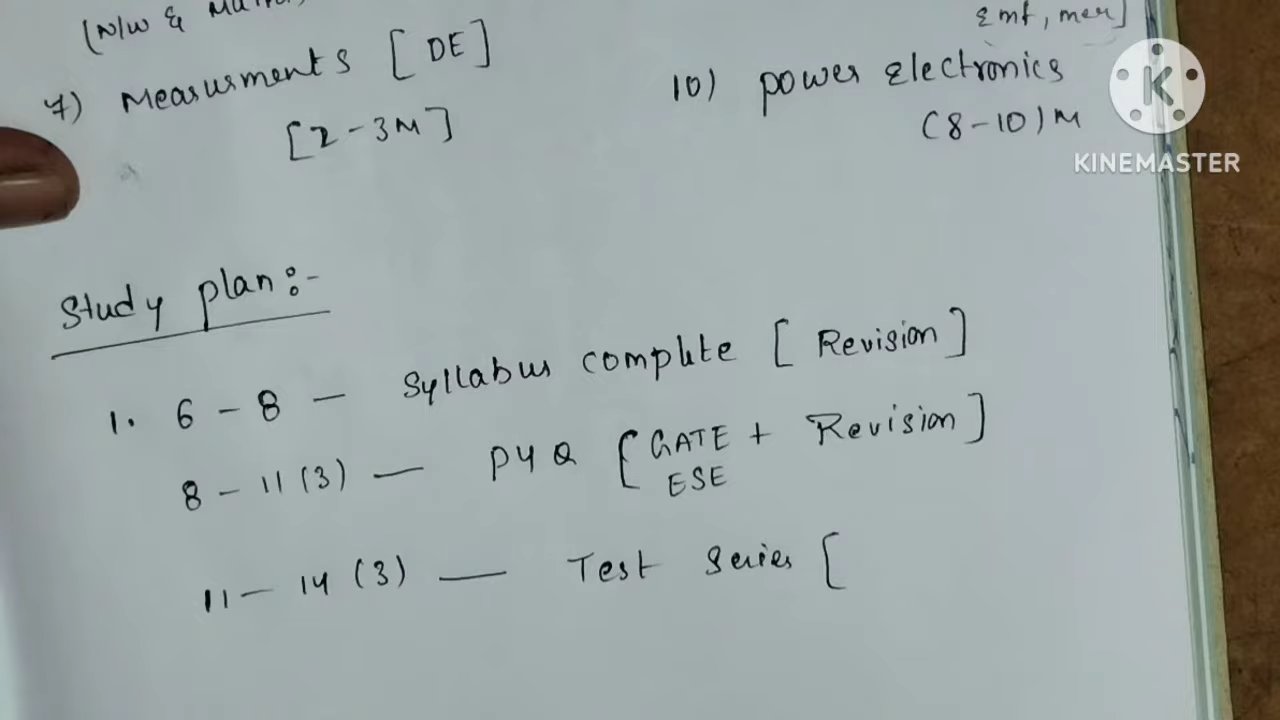 (N/W &
EMF, mer]
7) Measusments [DE]
[2-3M]
10) Power Electronics
(8-10) M
KINEMASTER
Study plan:-
1. 6 - 8 - Syllabus complete [Revision]
8 - 11 (3) - PYQ [GATE + Revision]
ESE
11 - 14 (3) - Test Series [